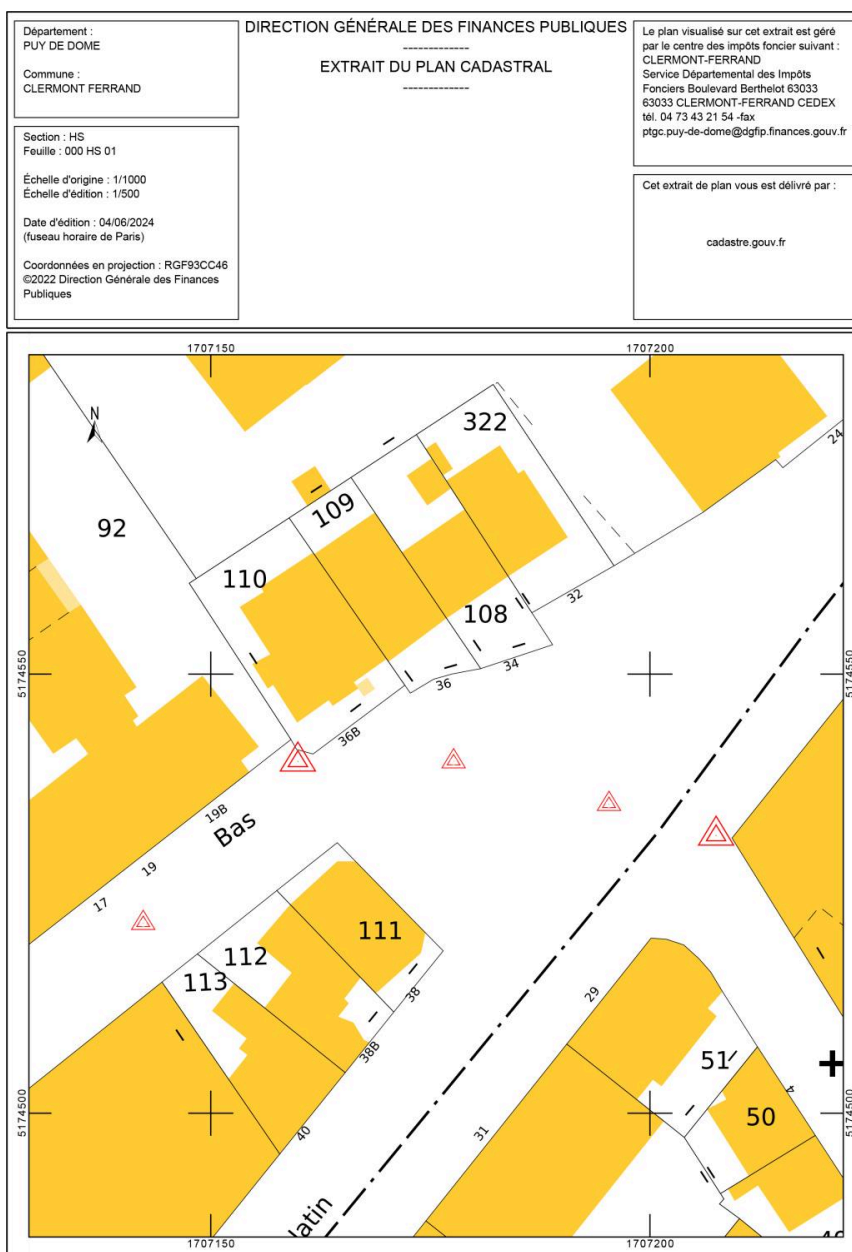 Département :
PUY DE DOME
Commune :
CLERMONT FERRAND
Section : HS
Feuille : 000 HS 01
Échelle d'origine : 1/1000
Échelle d'édition : 1/500
Date d'édition : 04/06/2024
(fuseau horaire de Paris)
Coordonnées en projection : RGF93CC46
©2022 Direction Générale des Finances
Publiques
DIRECTION GÉNÉRALE DES FINANCES PUBLIQUES
-------------
EXTRAIT DU PLAN CADASTRAL
-------------
Le plan visualisé sur cet extrait est géré
par le centre des impôts foncier suivant :
CLERMONT-FERRAND
Service Départemental des Impôts
Fonciers Boulevard Berthelot 63033
63033 CLERMONT-FERRAND CEDEX
tél. 04 73 43 21 54 -fax
ptgc.puy-de-dome@dgfip.finances.gouv.fr
Cet extrait de plan vous est délivré par :
cadastre.gouv.fr
1707150
1707200
N
322
24
109
92
110
32
108
5174550
5174550
34
36
36B
19B
Bas
19
17
111
112
113
38
29
38B
51
4
50
5174500
5174500
40
31
latin
1707150
1707200